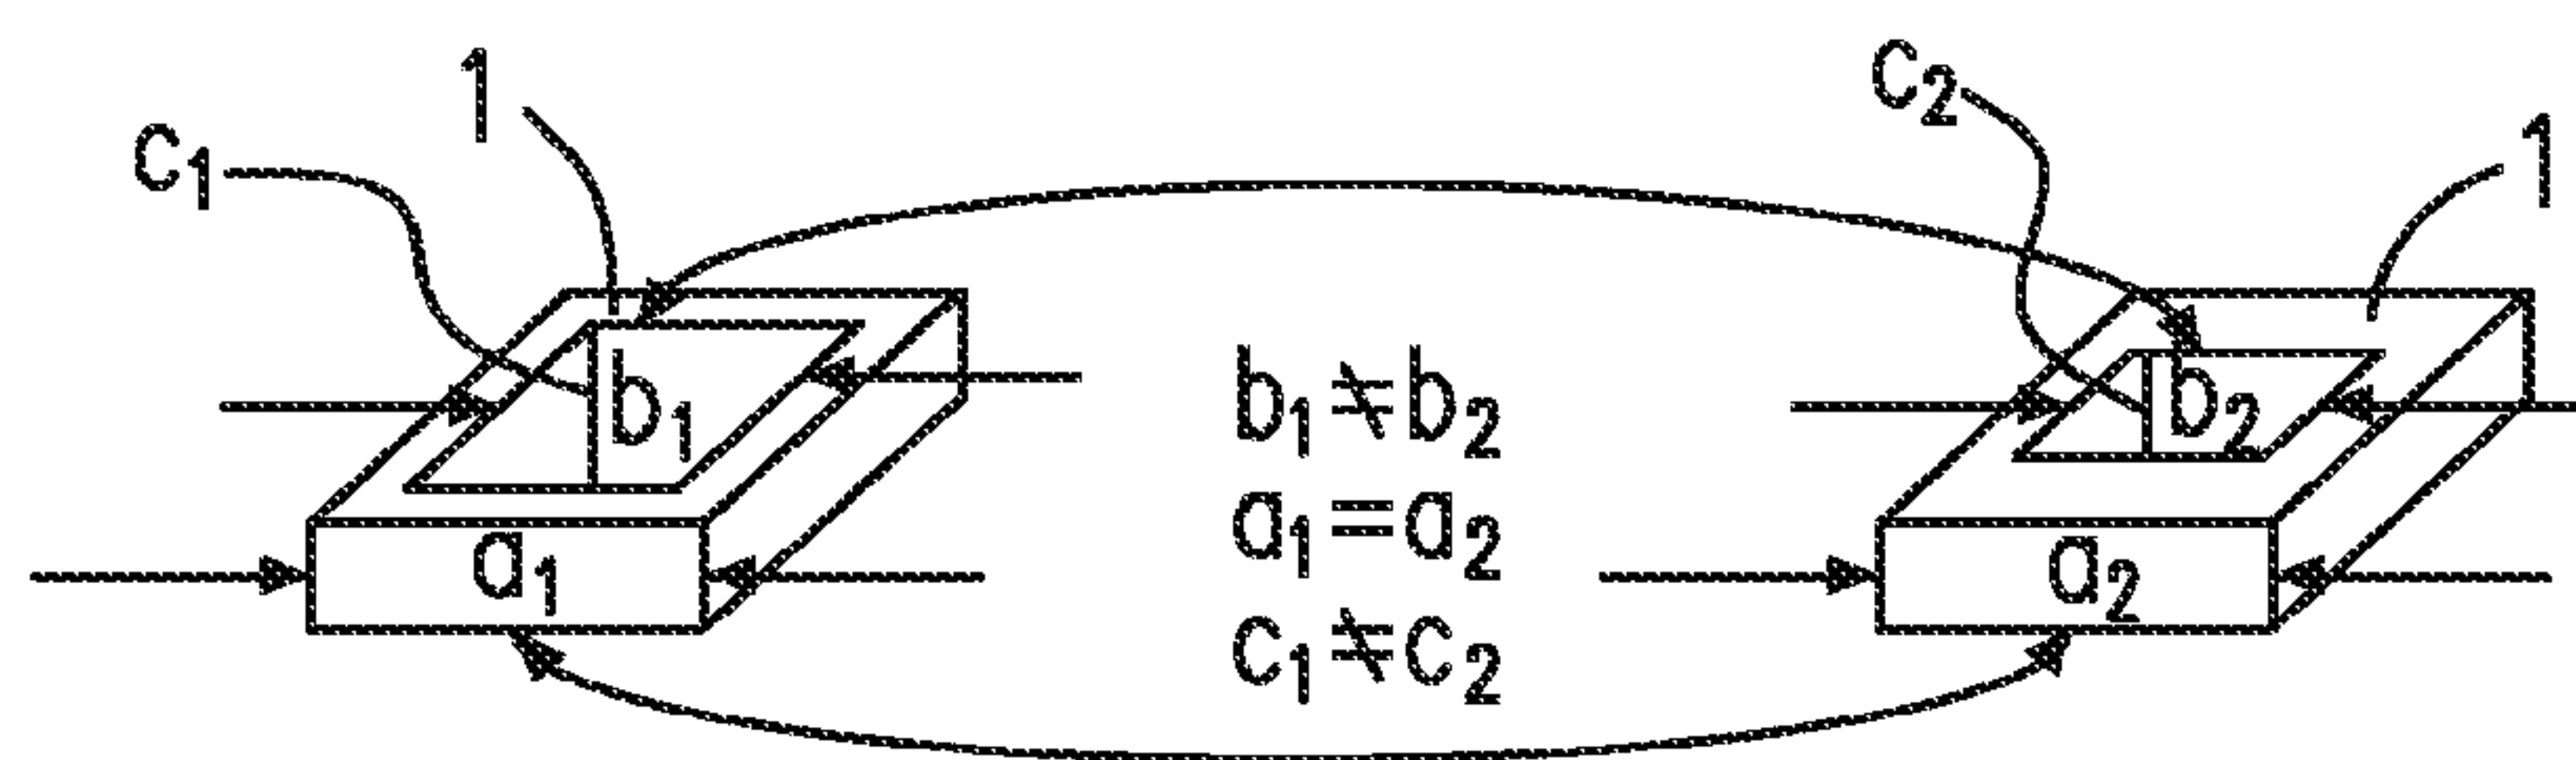 1
c₂
c₁
1
b₁
b₁≠b₂
b₂
a₁=a₂
a₁
a₂
c₁≠c₂